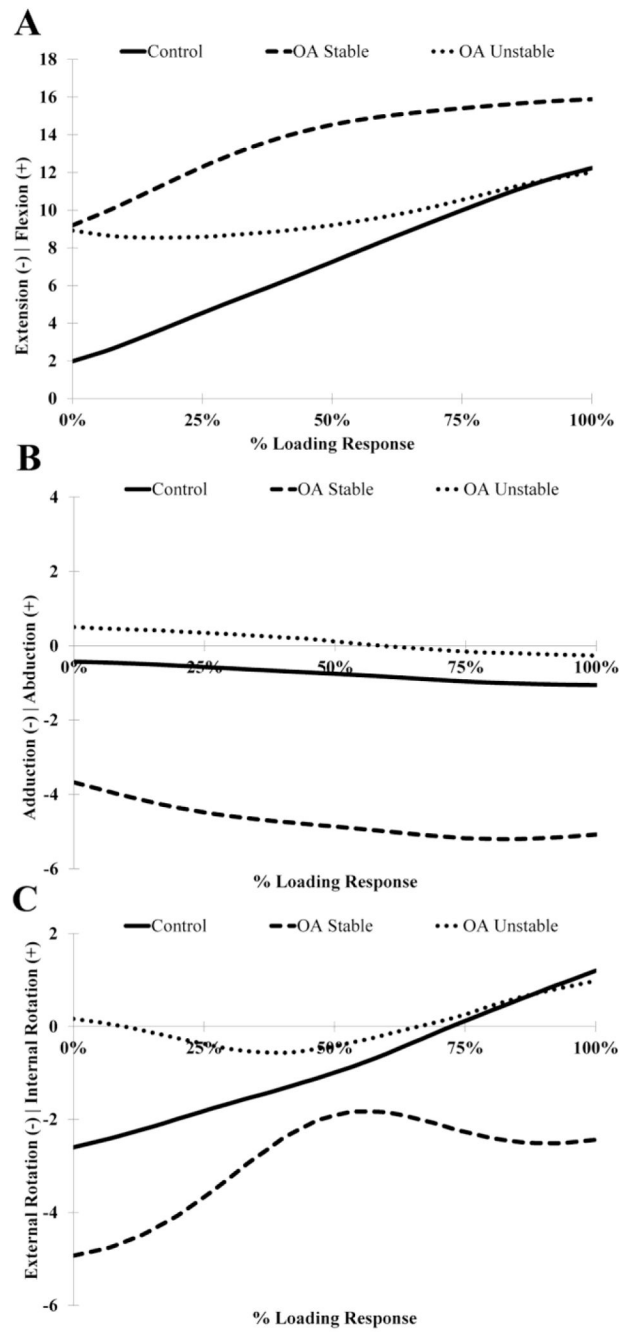 A
Control OA Stable OA Unstable
18
16
14
12
10
8
6
4
2
0
Extension (-) | Flexion (+)
0% 25% 50% 75% 100%
% Loading Response
B
Control OA Stable OA Unstable
4
2
0
-2
-4
-6
Adduction (-) | Abduction (+)
0% 25% 50% 75% 100%
% Loading Response
C
Control OA Stable OA Unstable
2
0
-2
-4
-6
External Rotation (-) | Internal Rotation (+)
0% 25% 50% 75% 100%
% Loading Response